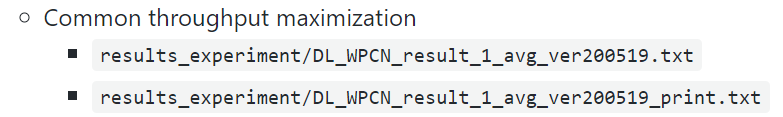 Common throughput maximization
results_experiment/DL_WPCN_result_1_avg_ver200519.txt
results_experiment/DL_WPCN_result_1_avg_ver200519_print.txt